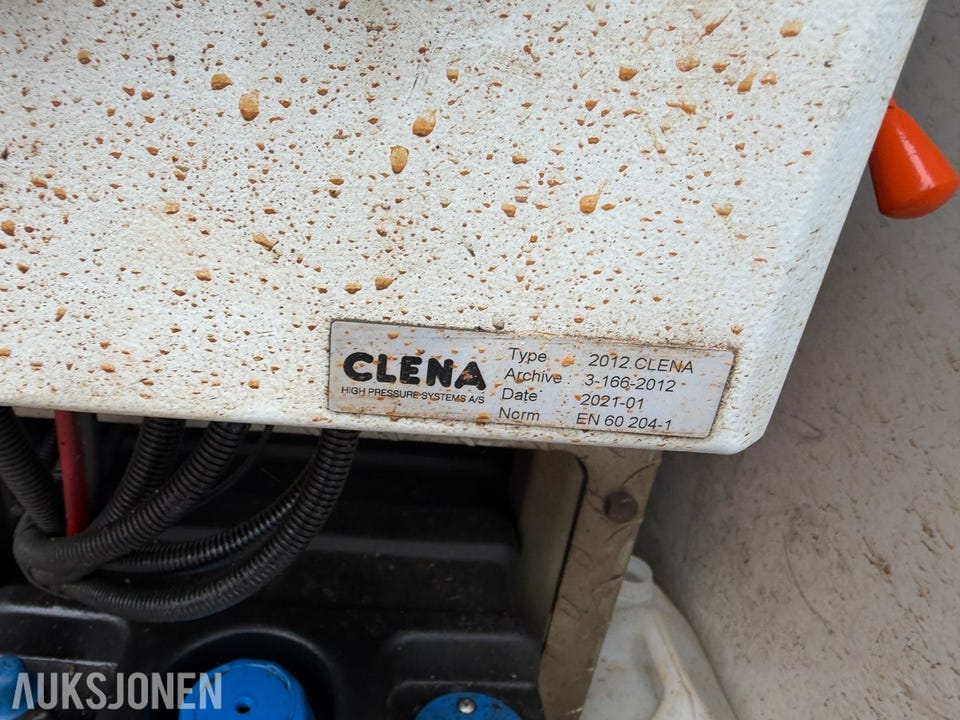 CLENA
HIGH PRESSURE SYSTEMS A/S
Type 2012.CLENA
Archive : 3-166-2012
Date : 2021-01
Norm EN 60 204-1
AUKSJONEN